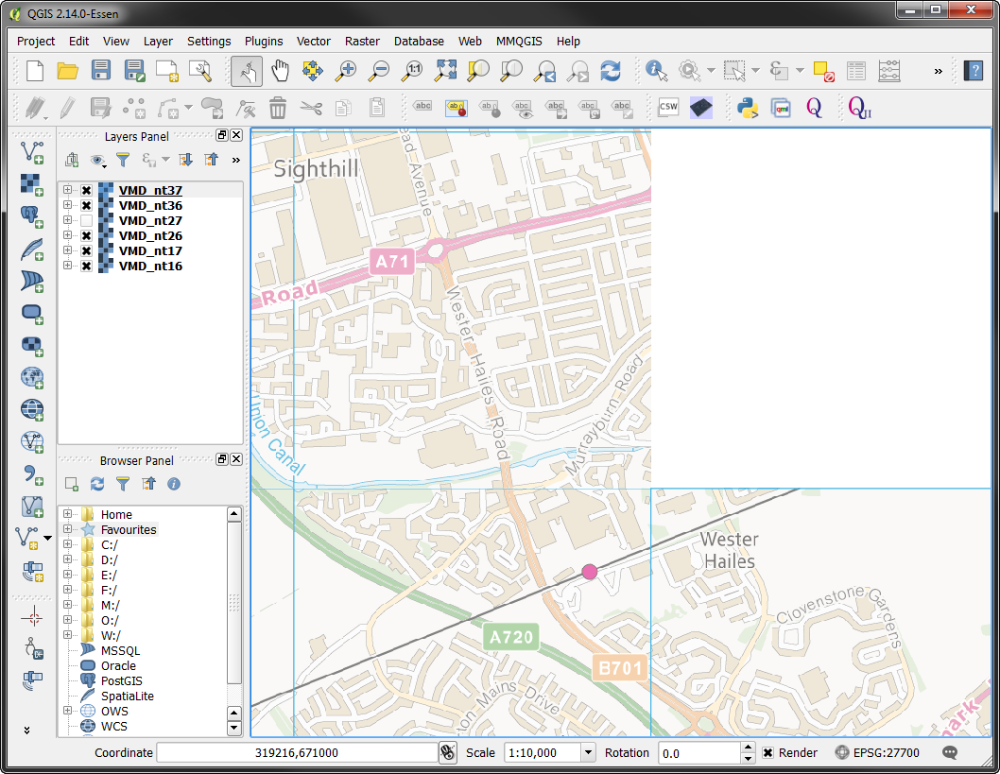 QGIS 2.14.0-Essen
Project Edit View Layer Settings Plugins Vector Raster Database Web MMQGIS Help
1:1
»
?
abc abc abc abc abc abc abc CSW qml
Layers Panel
»
VMD_nt37
VMD_nt36
VMD_nt27
VMD_nt26
VMD_nt17
VMD_nt16
Browser Panel
Home
Favourites
C:/
D:/
E:/
F:/
M:/
O:/
W:/
MSSQL
Oracle
PostGIS
SpatiaLite
OWS
WCS
Sighthill
ead Avenue
A71
Road
Wester Hailes Road
Murrayburn Road
Union Canal
Wester
Hailes
Clovenstone Gardens
A720
B701
ton Mains Drive
mark
Coordinate 319216,671000 Scale 1:10,000 Rotation 0.0 Render EPSG:27700